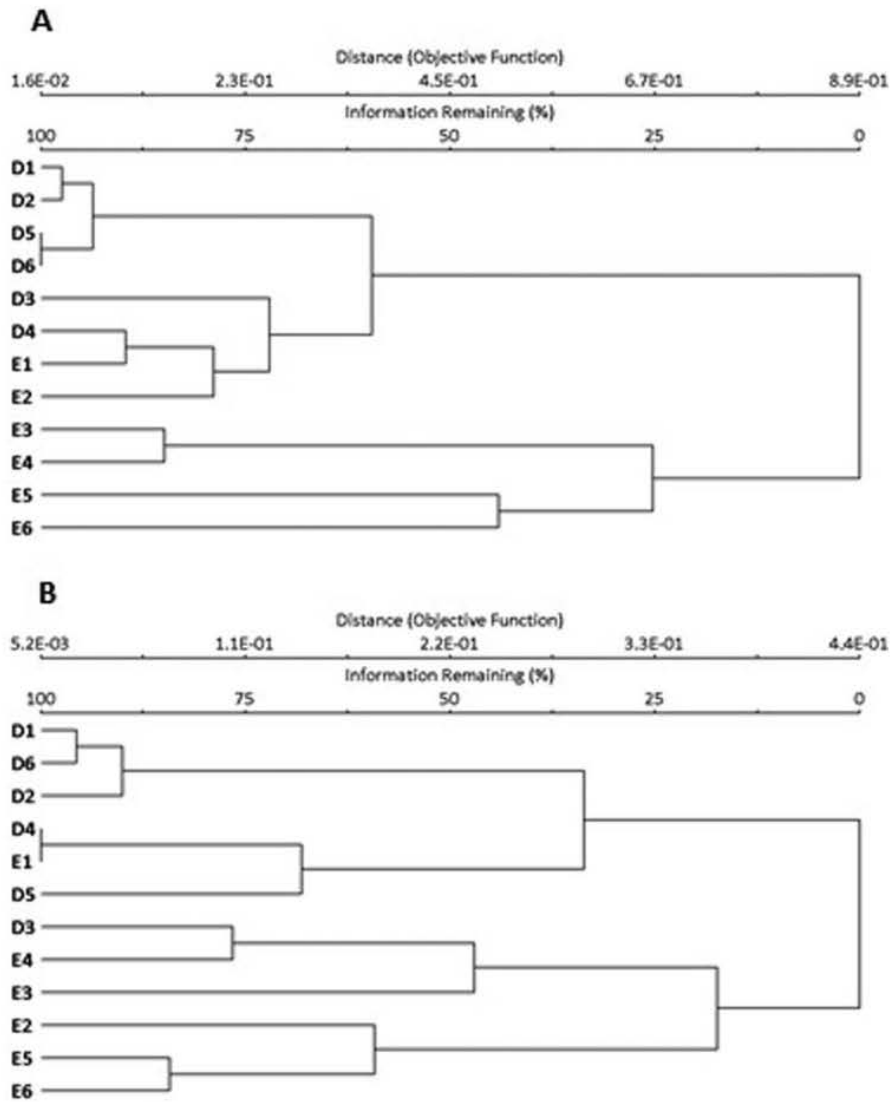 A
Distance (Objective Function)
1.6E-02 2.3E-01 4.5E-01 6.7E-01 8.9E-01
Information Remaining (%)
100 75 50 25 0
D1
D2
D5
D6
D3
D4
E1
E2
E3
E4
E5
E6
B
Distance (Objective Function)
5.2E-03 1.1E-01 2.2E-01 3.3E-01 4.4E-01
Information Remaining (%)
100 75 50 25 0
D1
D6
D2
D4
E1
D5
D3
E4
E3
E2
E5
E6